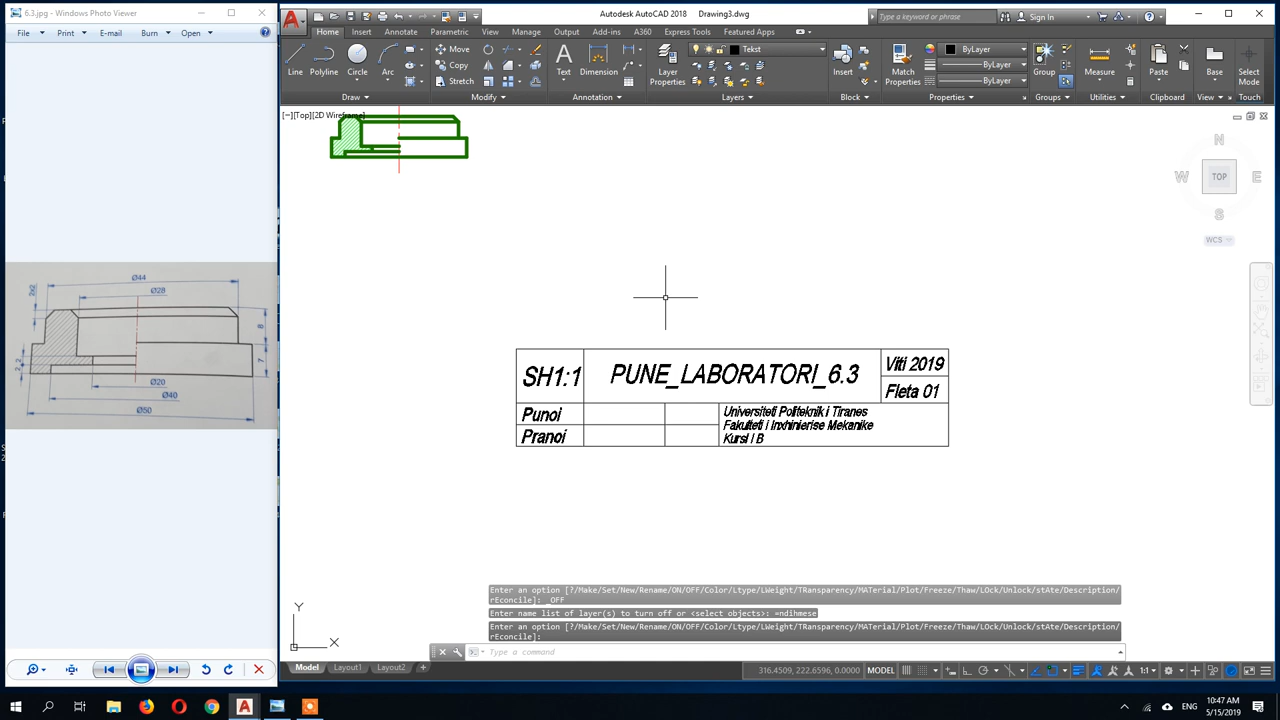 6.3.jpg - Windows Photo Viewer
File Print E-mail Burn Open
Ø44
Ø28
2x2
8
7
2 2
Ø20
Ø40
Ø50
Autodesk AutoCAD 2018 Drawing3.dwg
Type a keyword or phrase
Sign In
Home Insert Annotate Parametric View Manage Output Add-ins A360 Express Tools Featured Apps
Line Polyline Circle Arc
Move
Copy
Stretch
Text Dimension
Layer
Properties
Tekst
Insert
Match
Properties
ByLayer
ByLayer
ByLayer
Group
Measure
Paste
Base
Select
Mode
Draw Modify Annotation Layers Block Properties Groups Utilities Clipboard View Touch
[−][Top][2D Wireframe]
N
W TOP E
S
WCS
SH1:1 PUNE_LABORATORI_6.3 Viti 2019
Fleta 01
Punoi
Pranoi
Universiteti Politeknik i Tiranes
Fakulteti i Inxhinierise Mekanike
Kursi i B
Enter an option [?/Make/Set/New/Rename/ON/OFF/Color/Ltype/LWeight/TRansparency/MATerial/Plot/Freeze/Thaw/LOck/Unlock/stAte/Description/
rEconcile]: _OFF
Enter name list of layer(s) to turn off or <select objects>: =ndihmese
Enter an option [?/Make/Set/New/Rename/ON/OFF/Color/Ltype/LWeight/TRansparency/MATerial/Plot/Freeze/Thaw/LOck/Unlock/stAte/Description/
rEconcile]:
Type a command
Y
X
Model Layout1 Layout2 +
316.4509, 222.6596, 0.0000 MODEL 1:1
ENG
10:47 AM
5/15/2019